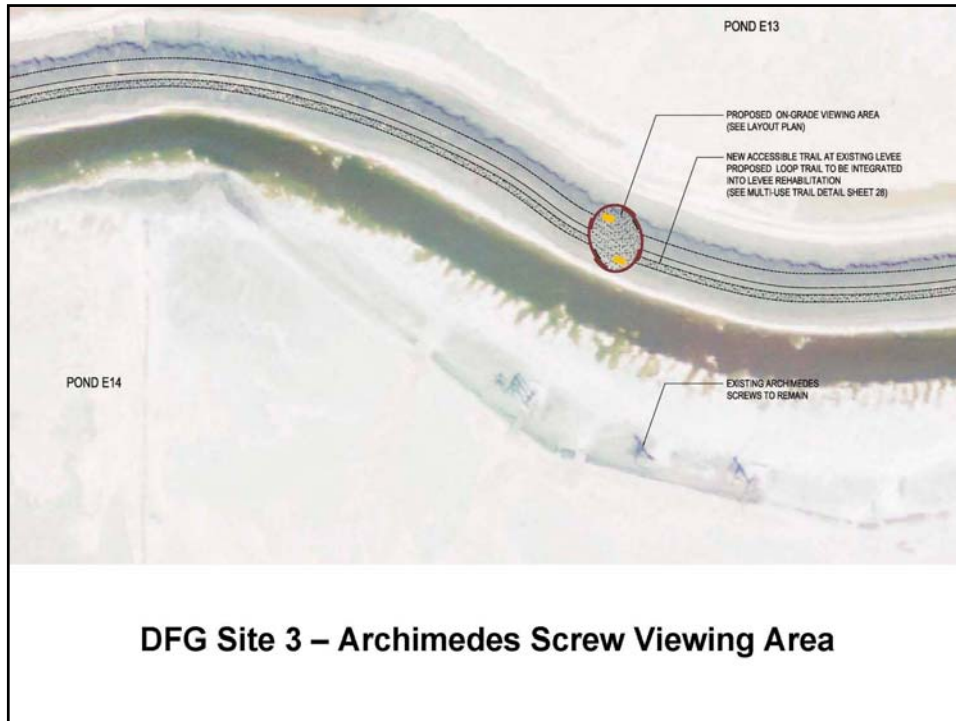 POND E13
PROPOSED ON-GRADE VIEWING AREA
(SEE LAYOUT PLAN)
NEW ACCESSIBLE TRAIL AT EXISTING LEVEE
PROPOSED LOOP TRAIL TO BE INTEGRATED
INTO LEVEE REHABILITATION
(SEE MULTI-USE TRAIL DETAIL SHEET 28)
POND E14
EXISTING ARCHIMEDES
SCREWS TO REMAIN
DFG Site 3 – Archimedes Screw Viewing Area